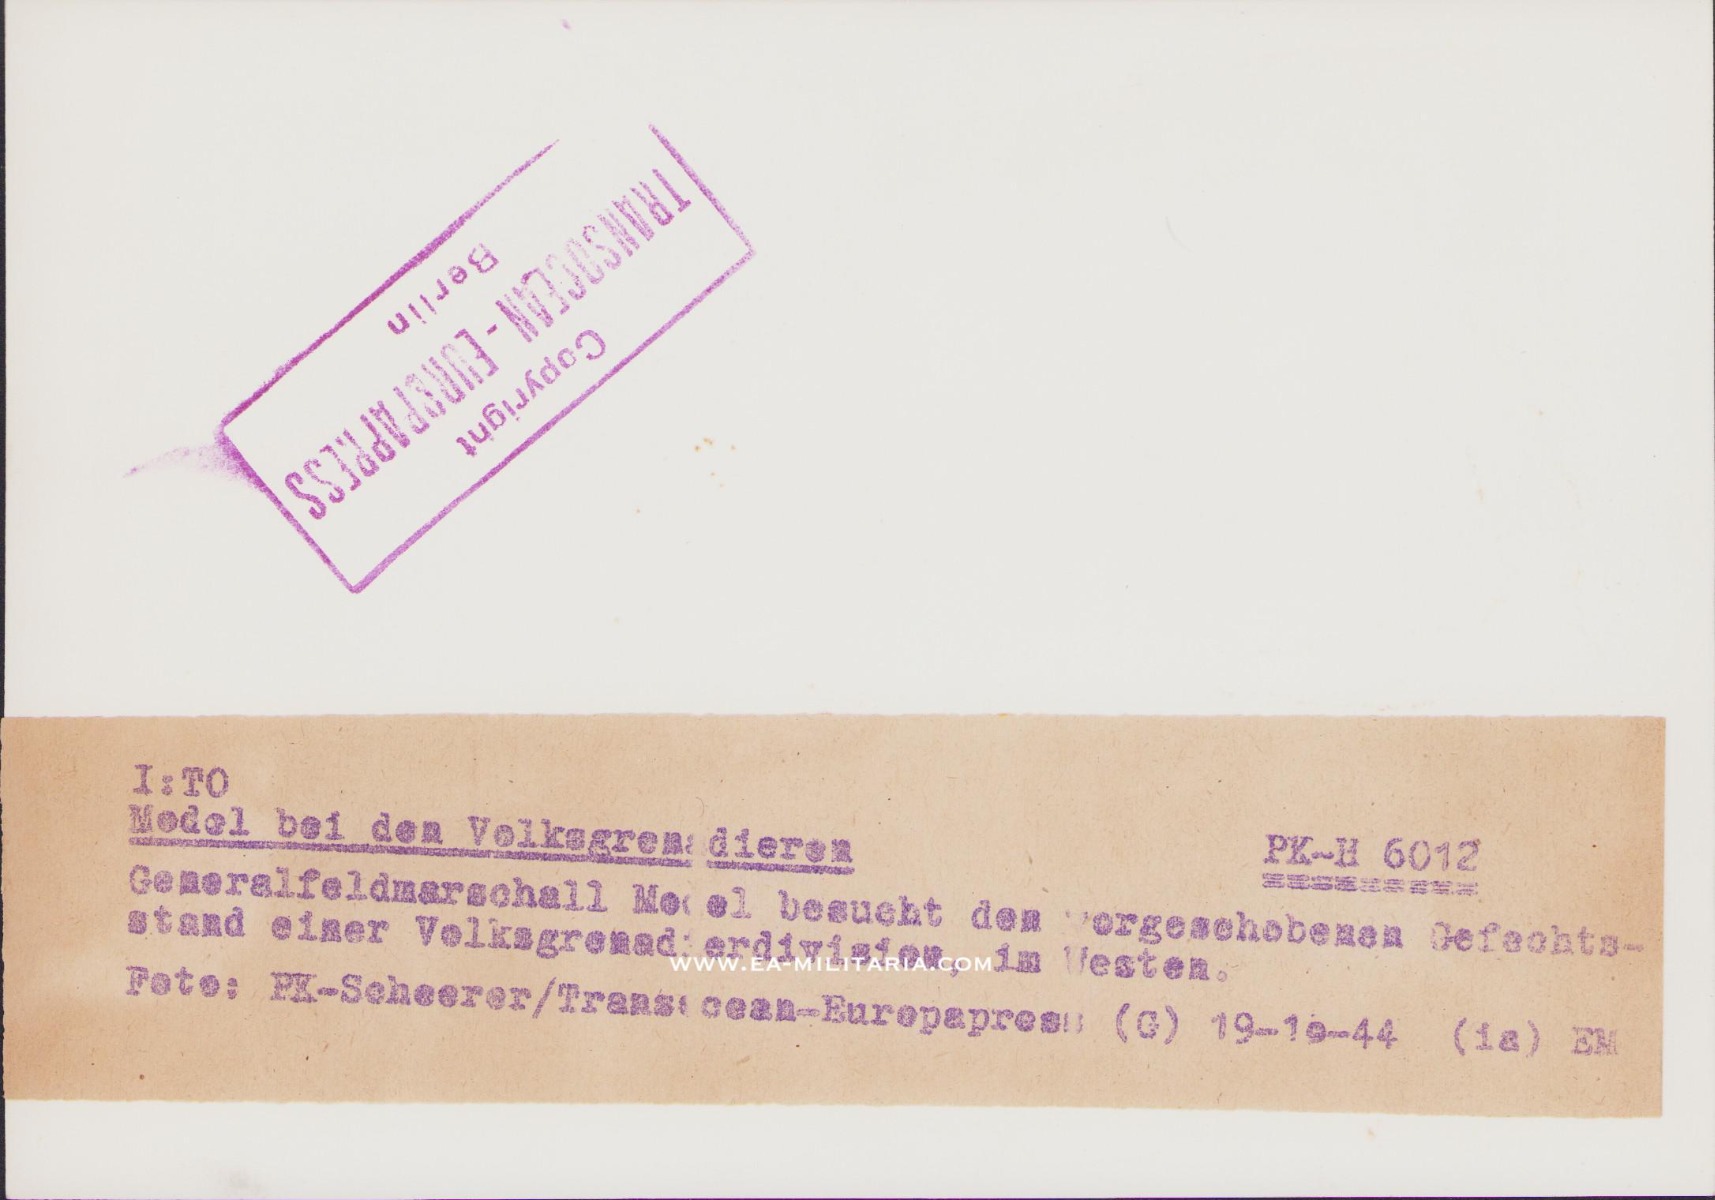 Copyright
TRANSOCEAN - EUROPAPRESS
Berlin
I:TO
Model bei den Volksgrenadieren
PK-H 6012
Generalfeldmarschall Model besucht den vorgeschobenen Gefechts-
stand einer Volksgrenadierdivision, im Westen.
WWW.EA-MILITARIA.COM
Foto: PK-Scheerer/Transocean-Europapress (G) 19-10-44 (ia) EM